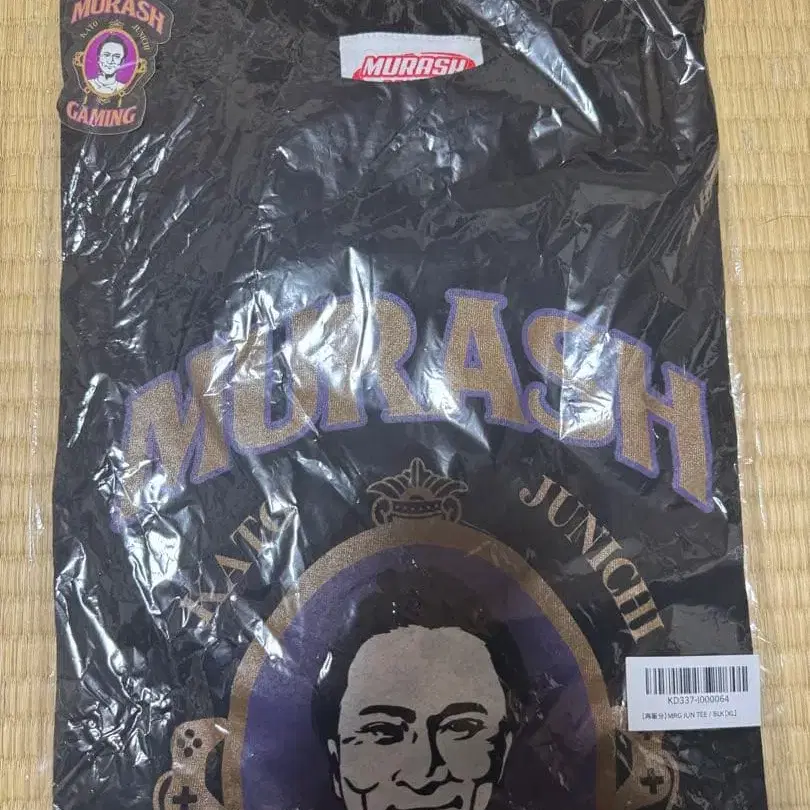 MURASH
KATO JUNICHI
GAMING
MURASH
MURASH
KATO
JUNICHI
KD337-I000064
【再販分】MRG JUN TEE / BLK【XL】